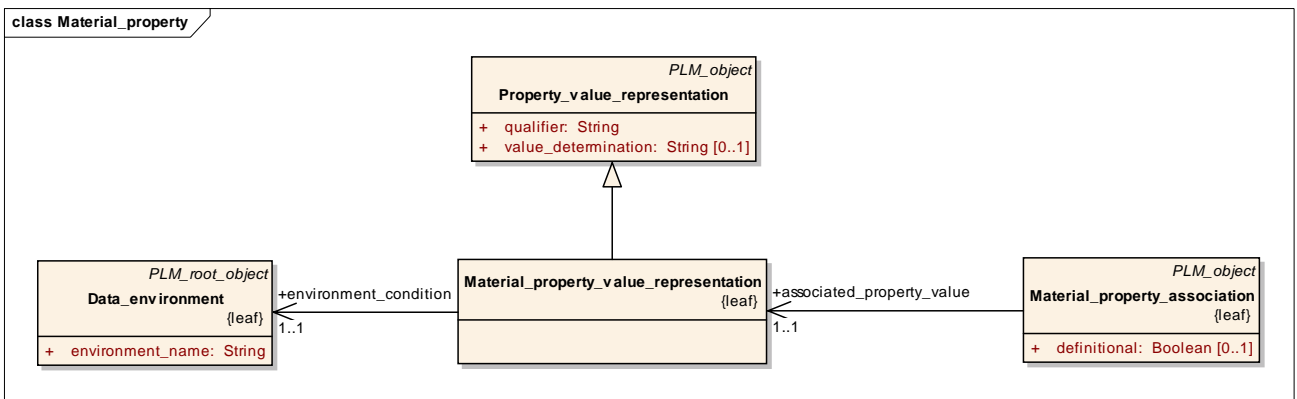 class Material_property
PLM_object
Property_value_representation
+ qualifier: String
+ value_determination: String [0..1]
PLM_root_object
Data_environment
{leaf}
+ environment_name: String
+environment_condition
1..1
Material_property_value_representation
{leaf}
+associated_property_value
1..1
PLM_object
Material_property_association
{leaf}
+ definitional: Boolean [0..1]